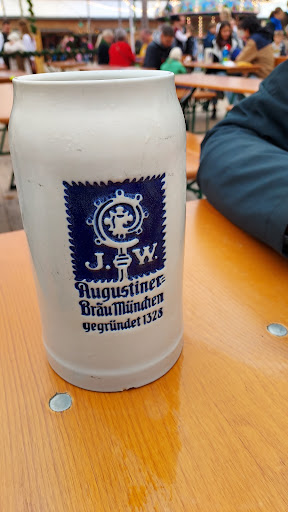 J. W.
Augustiner=
Bräu München
gegründet 1328